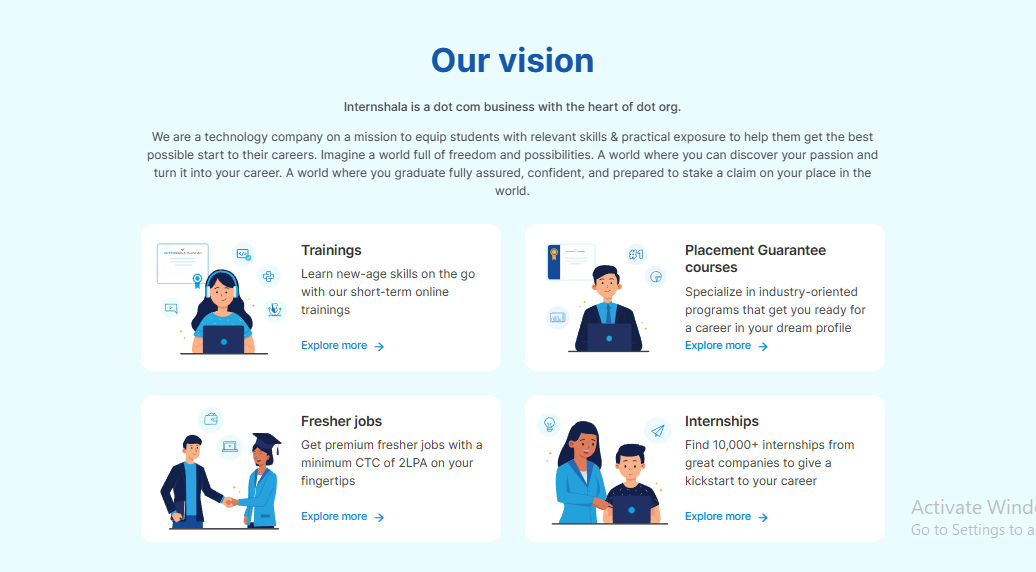 Our vision
Internshala is a dot com business with the heart of dot org.
We are a technology company on a mission to equip students with relevant skills & practical exposure to help them get the best
possible start to their careers. Imagine a world full of freedom and possibilities. A world where you can discover your passion and
turn it into your career. A world where you graduate fully assured, confident, and prepared to stake a claim on your place in the
world.
Trainings
Learn new-age skills on the go
with our short-term online
trainings
Explore more
#1
Placement Guarantee
courses
Specialize in industry-oriented
programs that get you ready for
a career in your dream profile
Explore more
Fresher jobs
Get premium fresher jobs with a
minimum CTC of 2LPA on your
fingertips
Explore more
Internships
Find 10,000+ internships from
great companies to give a
kickstart to your career
Explore more
Activate Wind
Go to Settings to a